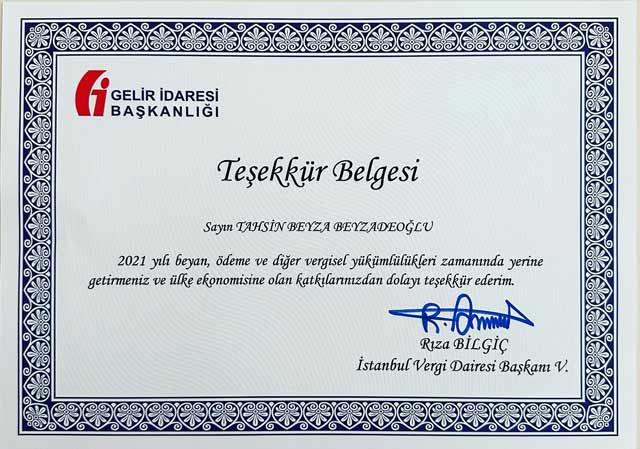 GELİR İDARESİ
BAŞKANLIĞI
Teşekkür Belgesi
Sayın TAHSİN BEYZA BEYZADEOĞLU
2021 yılı beyan, ödeme ve diğer vergisel yükümlülükleri zamanında yerine
getirmeniz ve ülke ekonomisine olan katkılarınızdan dolayı teşekkür ederim.
Rıza BİLGİÇ
İstanbul Vergi Dairesi Başkanı V.